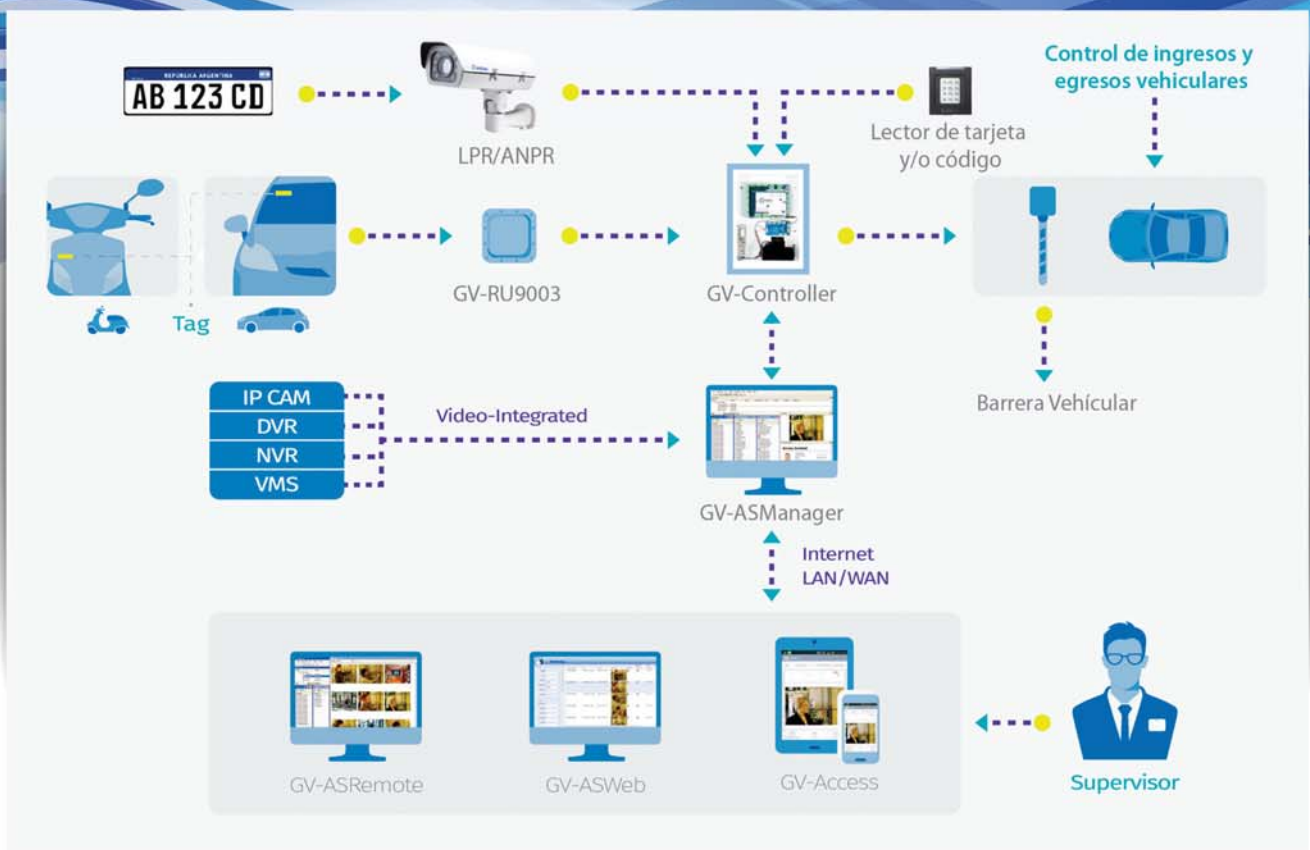 REPUBLICA ARGENTINA
AB 123 CD
LPR/ANPR
Lector de tarjeta
y/o código
Control de ingresos y
egresos vehiculares
Tag
GV-RU9003
GV-Controller
Barrera Vehícular
IP CAM
DVR
NVR
VMS
Video-Integrated
GV-ASManager
Internet
LAN/WAN
GV-ASRemote
GV-ASWeb
GV-Access
Supervisor